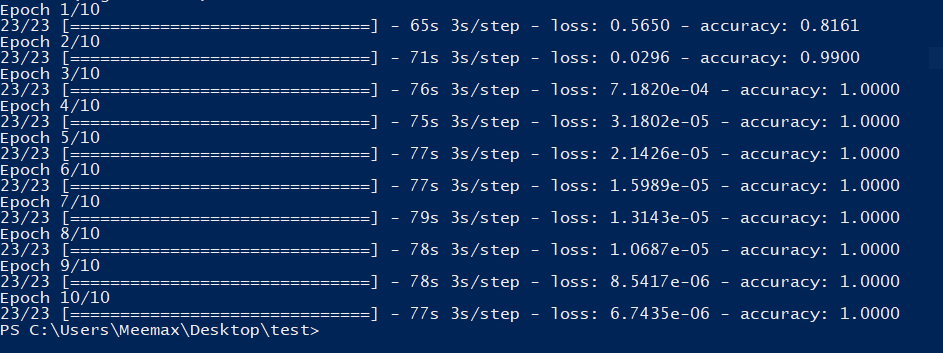 Epoch 1/10
23/23 [==============================] - 65s 3s/step - loss: 0.5650 - accuracy: 0.8161
Epoch 2/10
23/23 [==============================] - 71s 3s/step - loss: 0.0296 - accuracy: 0.9900
Epoch 3/10
23/23 [==============================] - 76s 3s/step - loss: 7.1820e-04 - accuracy: 1.0000
Epoch 4/10
23/23 [==============================] - 75s 3s/step - loss: 3.1802e-05 - accuracy: 1.0000
Epoch 5/10
23/23 [==============================] - 77s 3s/step - loss: 2.1426e-05 - accuracy: 1.0000
Epoch 6/10
23/23 [==============================] - 77s 3s/step - loss: 1.5989e-05 - accuracy: 1.0000
Epoch 7/10
23/23 [==============================] - 79s 3s/step - loss: 1.3143e-05 - accuracy: 1.0000
Epoch 8/10
23/23 [==============================] - 78s 3s/step - loss: 1.0687e-05 - accuracy: 1.0000
Epoch 9/10
23/23 [==============================] - 78s 3s/step - loss: 8.5417e-06 - accuracy: 1.0000
Epoch 10/10
23/23 [==============================] - 77s 3s/step - loss: 6.7435e-06 - accuracy: 1.0000
PS C:\Users\Meemax\Desktop\test>